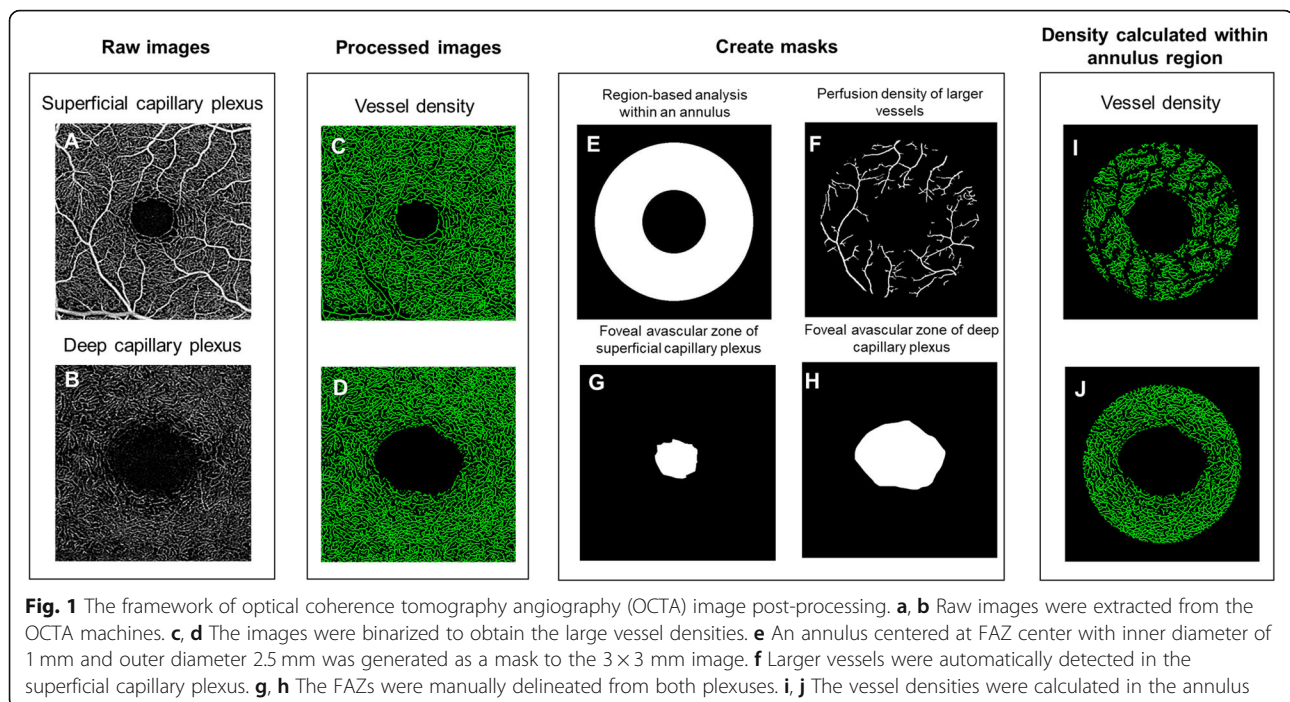 Raw images
Processed images
Create masks
Density calculated within
annulus region
Superficial capillary plexus
A
Deep capillary plexus
B
Vessel density
C
D
Region-based analysis
within an annulus
E
Perfusion density of larger
vessels
F
Foveal avascular zone of
superficial capillary plexus
G
Foveal avascular zone of deep
capillary plexus
H
Vessel density
I
J
Fig. 1 The framework of optical coherence tomography angiography (OCTA) image post-processing. a, b Raw images were extracted from the
OCTA machines. c, d The images were binarized to obtain the large vessel densities. e An annulus centered at FAZ center with inner diameter of
1 mm and outer diameter 2.5 mm was generated as a mask to the 3 × 3 mm image. f Larger vessels were automatically detected in the
superficial capillary plexus. g, h The FAZs were manually delineated from both plexuses. i, j The vessel densities were calculated in the annulus